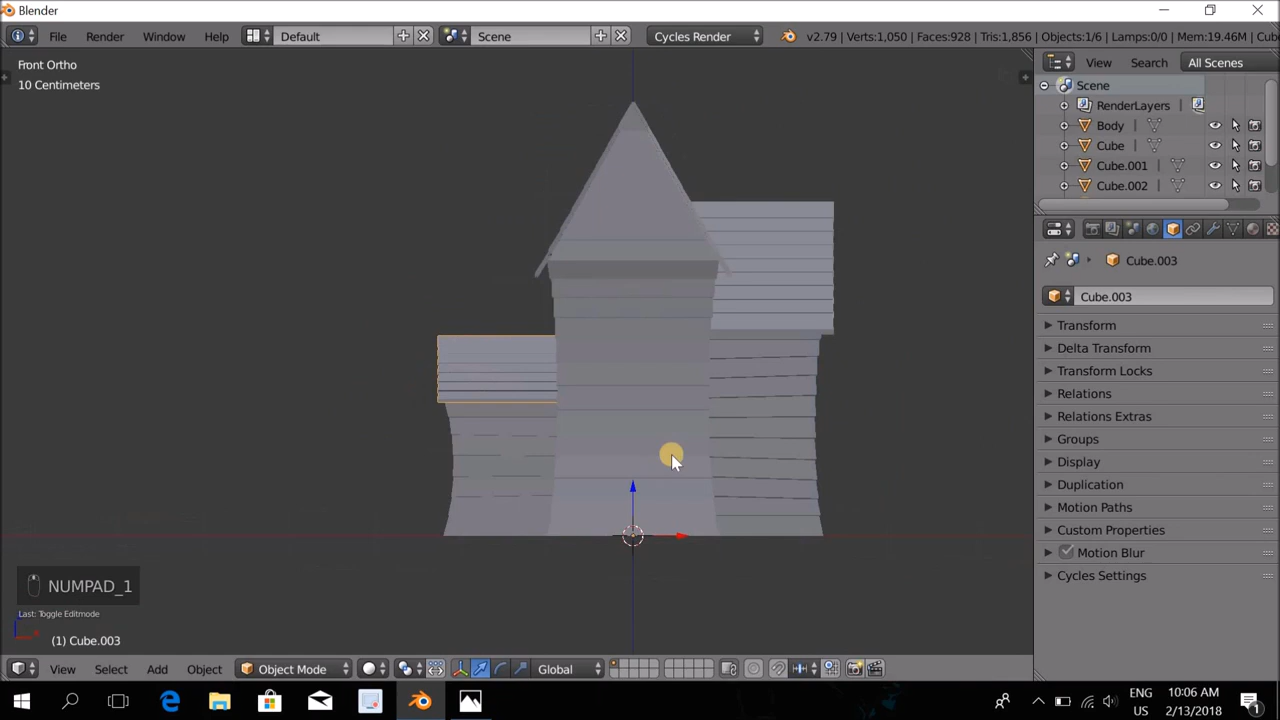 Blender
File Render Window Help Default Scene Cycles Render v2.79 | Verts:1,050 | Faces:928 | Tris:1,856 | Objects:1/6 | Lamps:0/0 | Mem:19.46M | Cub
Front Ortho
10 Centimeters
View Search All Scenes
Scene
RenderLayers
Body
Cube
Cube.001
Cube.002
Cube.003
Cube.003
Transform
Delta Transform
Transform Locks
Relations
Relations Extras
Groups
Display
Duplication
Motion Paths
Custom Properties
Motion Blur
Cycles Settings
NUMPAD_1
Last: Toggle Editmode
(1) Cube.003
View Select Add Object Object Mode Global
ENG
US
10:06 AM
2/13/2018
1